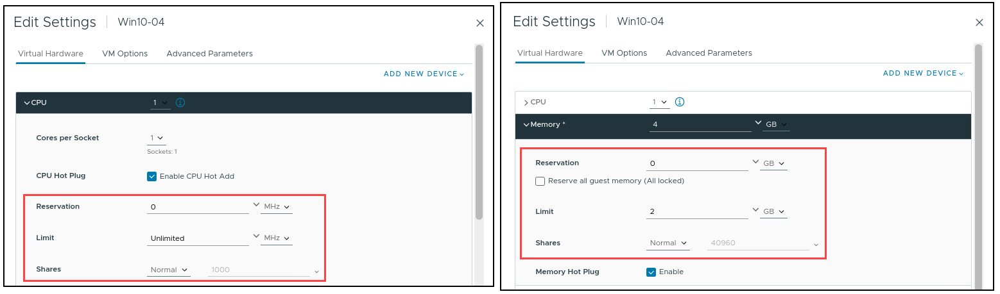 Edit Settings Win10-04
Virtual Hardware VM Options Advanced Parameters
ADD NEW DEVICE
CPU 1
Cores per Socket 1
Sockets: 1
CPU Hot Plug Enable CPU Hot Add
Reservation 0 MHz
Limit Unlimited MHz
Shares Normal 1000
Edit Settings Win10-04
Virtual Hardware VM Options Advanced Parameters
ADD NEW DEVICE
CPU 1
Memory * 4 GB
Reservation 0 GB
Reserve all guest memory (All locked)
Limit 2 GB
Shares Normal 40960
Memory Hot Plug Enable